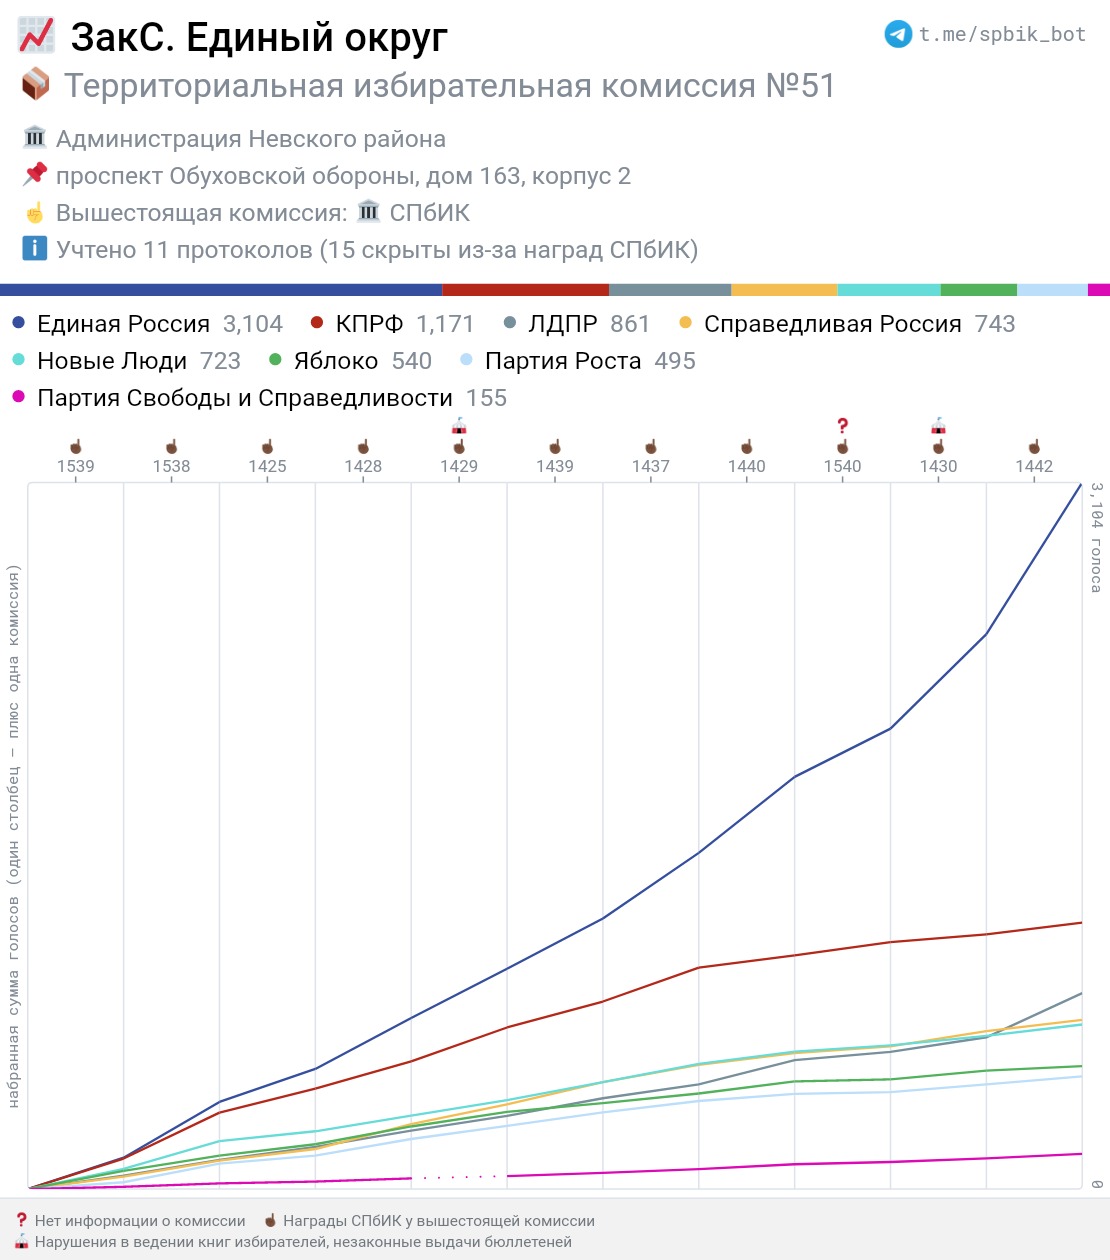 ЗакС. Единый округ
t.me/spbik_bot
Территориальная избирательная комиссия №51
Администрация Невского района
проспект Обуховской обороны, дом 163, корпус 2
Вышестоящая комиссия: СПбИК
Учтено 11 протоколов (15 скрыты из-за наград СПбИК)
Единая Россия 3,104 КПРФ 1,171 ЛДПР 861 Справедливая Россия 743
Новые Люди 723 Яблоко 540 Партия Роста 495
Партия Свободы и Справедливости 155
1539 1538 1425 1428 1429 1439 1437 1440 1540 1430 1442
3,104 голоса
набранная сумма голосов (один столбец – плюс одна комиссия)
0
Нет информации о комиссии Награды СПбИК у вышестоящей комиссии
Нарушения в ведении книг избирателей, незаконные выдачи бюллетеней